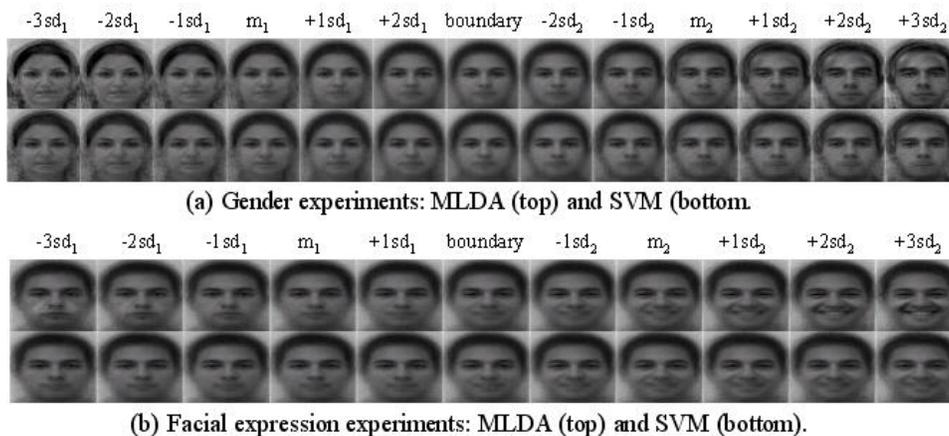 -3sd₁ -2sd₁ -1sd₁ m₁ +1sd₁ +2sd₁ boundary -2sd₂ -1sd₂ m₂ +1sd₂ +2sd₂ +3sd₂
(a) Gender experiments: MLDA (top) and SVM (bottom.
-3sd₁ -2sd₁ -1sd₁ m₁ +1sd₁ boundary -1sd₂ m₂ +1sd₂ +2sd₂ +3sd₂
(b) Facial expression experiments: MLDA (top) and SVM (bottom).